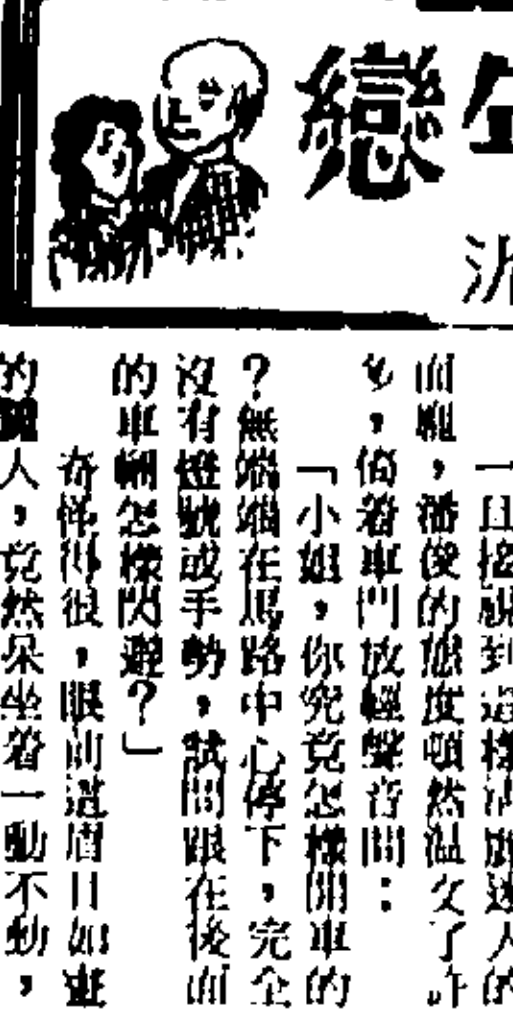 戀
一旦接觸到這樣清麗迷人的
面龐，潘俊的態度頓然溫文了許
多，倚着車門放輕聲音問：
「小姐，你究竟怎樣開車的
？無端端在馬路中心停下，完全
沒有燈號或手勢，試問跟在後面
的車輛怎樣閃避？」
奇怪得很，眼前這眉目如畫
的麗人，竟然呆坐着一動不動，